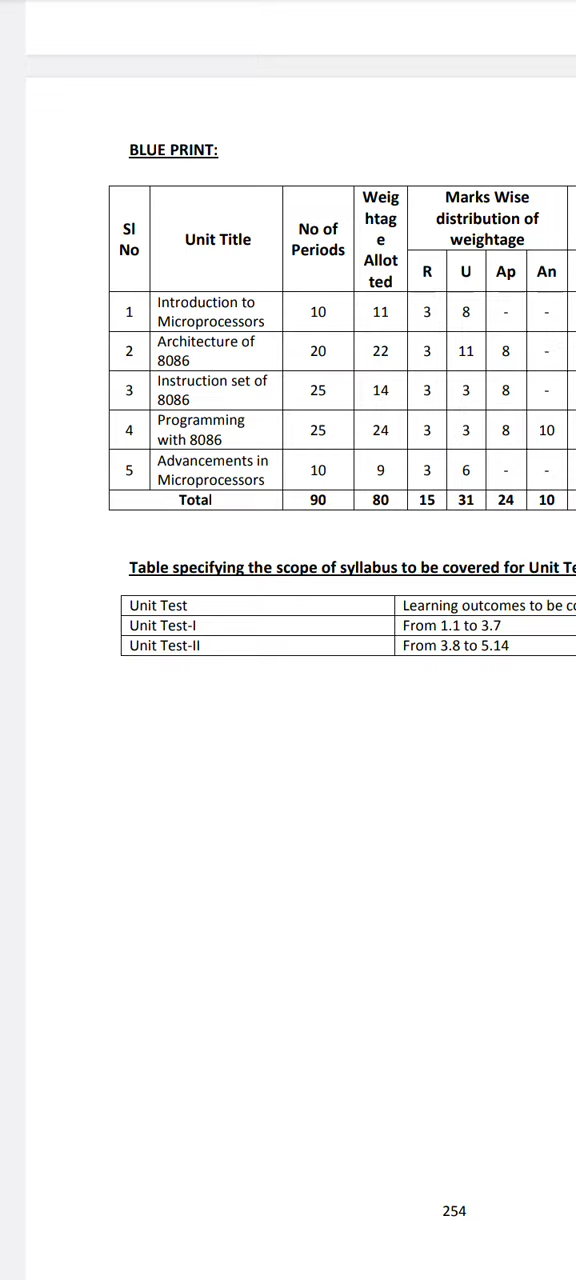 BLUE PRINT:
Sl No Unit Title No of Periods Weig htag e Allot ted Marks Wise distribution of weightage
R U Ap An
1 Introduction to Microprocessors 10 11 3 8 - -
2 Architecture of 8086 20 22 3 11 8 -
3 Instruction set of 8086 25 14 3 3 8 -
4 Programming with 8086 25 24 3 3 8 10
5 Advancements in Microprocessors 10 9 3 6 - -
Total 90 80 15 31 24 10
Table specifying the scope of syllabus to be covered for Unit Te
Unit Test Learning outcomes to be co
Unit Test-I From 1.1 to 3.7
Unit Test-II From 3.8 to 5.14
254